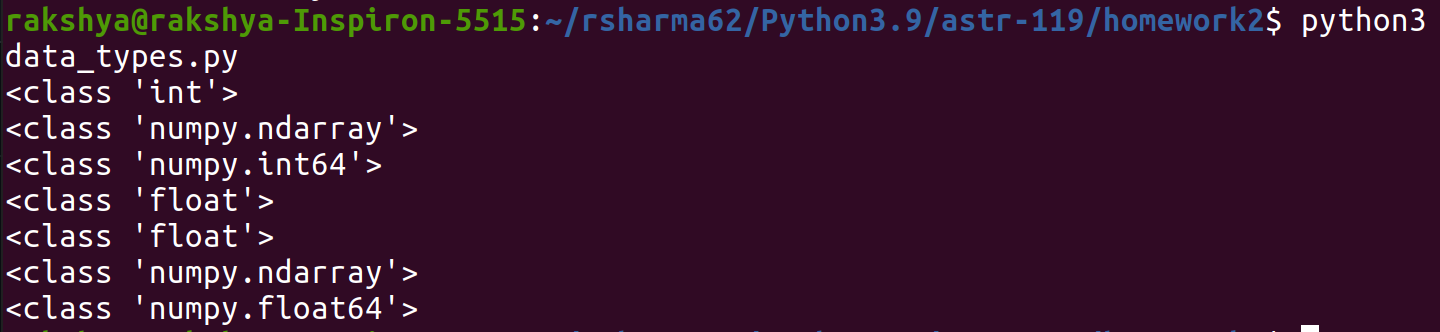 rakshya@rakshya-Inspiron-5515:~/rsharma62/Python3.9/astr-119/homework2$ python3
data_types.py
<class 'int'>
<class 'numpy.ndarray'>
<class 'numpy.int64'>
<class 'float'>
<class 'float'>
<class 'numpy.ndarray'>
<class 'numpy.float64'>